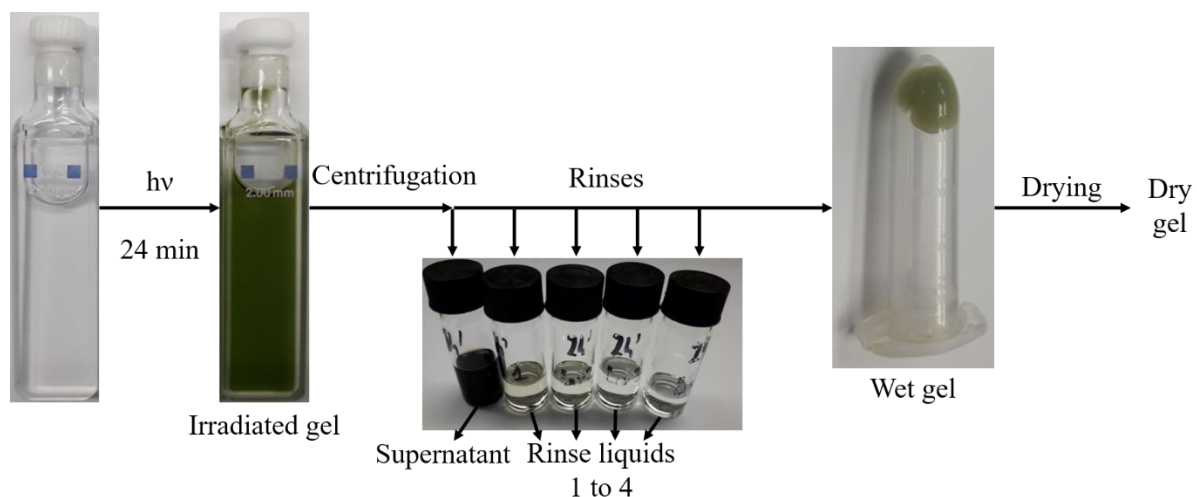 2.00 mm
hν
24 min
Centrifugation
Rinses
Drying
Dry
gel
24'
24'
24'
Irradiated gel
Wet gel
Supernatant
Rinse liquids
1 to 4